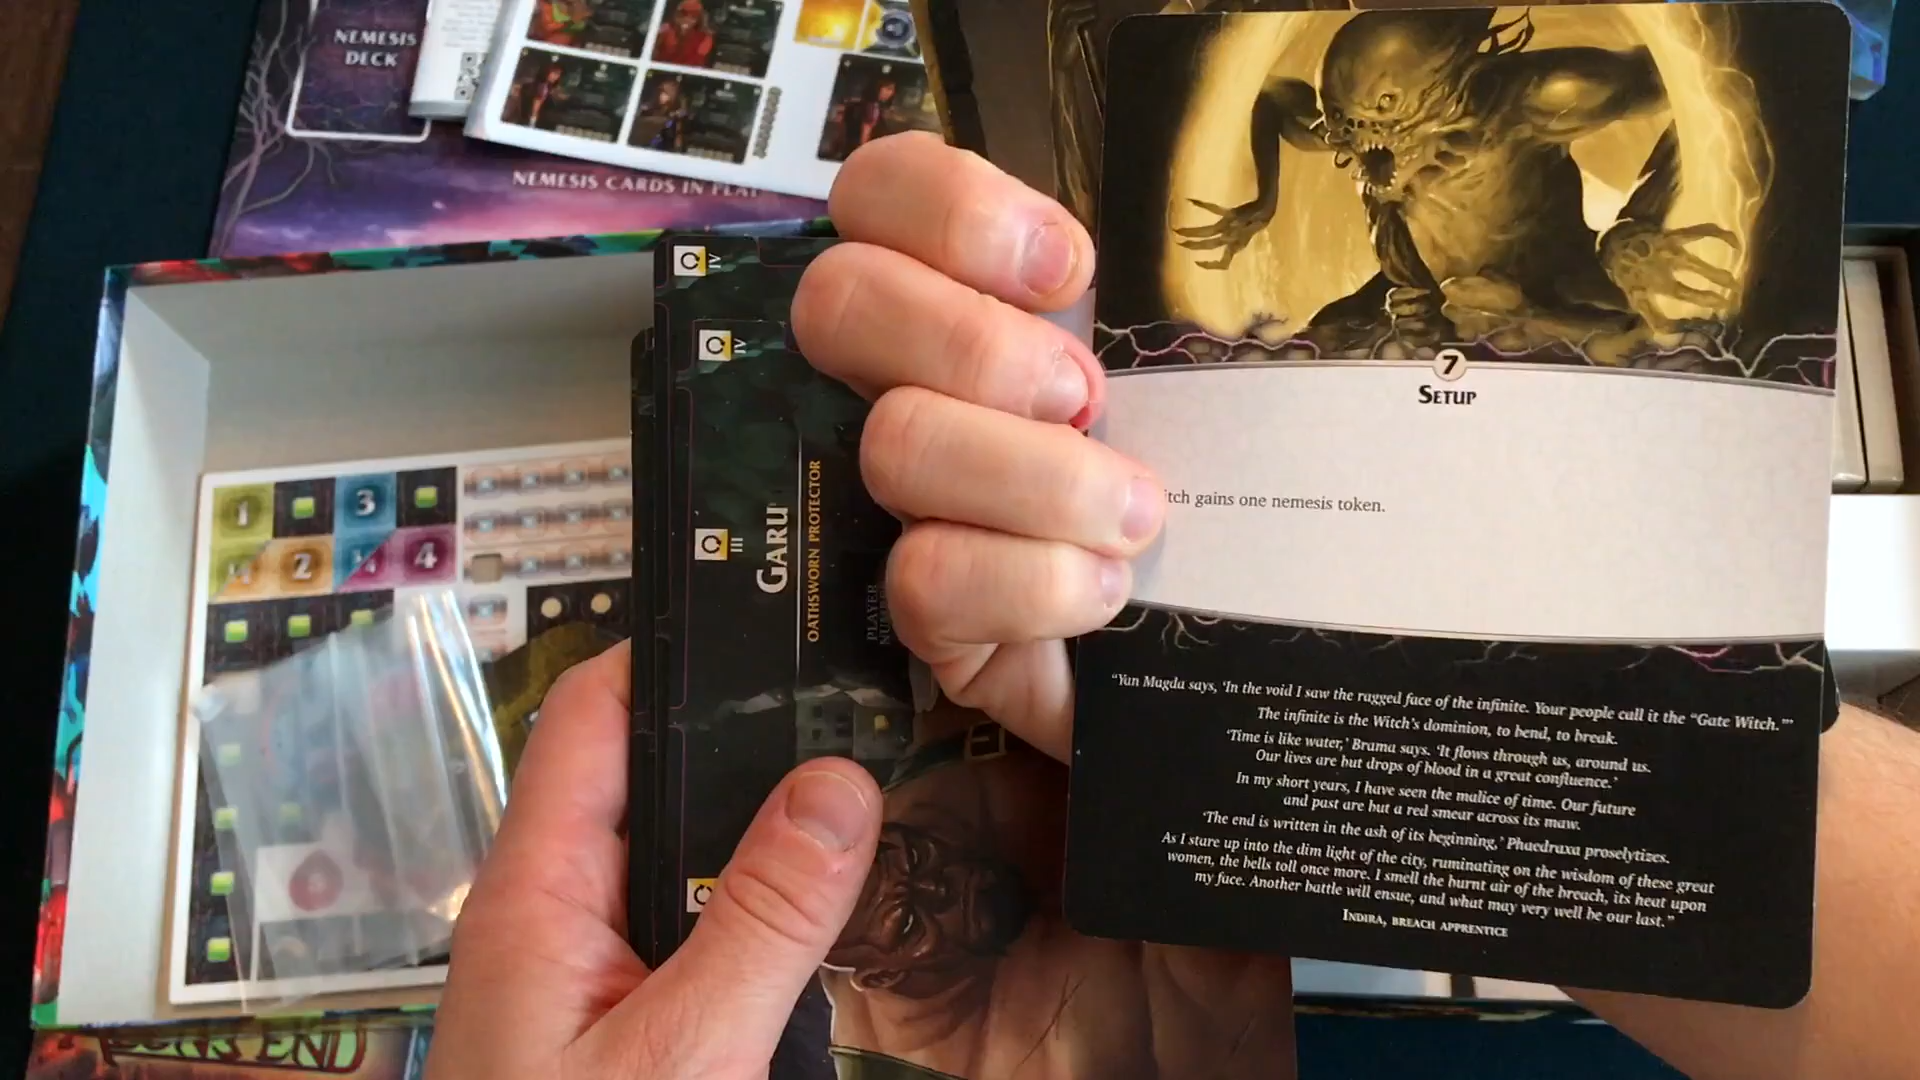 NEMESIS
DECK
NEMESIS CARDS IN PLAY
7
SETUP
itch gains one nemesis token.
"Yan Magda says, 'In the void I saw the ragged face of the infinite. Your people call it the "Gate Witch."'"
The infinite is the Witch's dominion, to bend, to break.
'Time is like water,' Brama says. 'It flows through us, around us.
Our lives are but drops of blood in a great confluence.'
In my short years, I have seen the malice of time. Our future
and past are but a red smear across its maw.
'The end is written in the ash of its beginning,' Phaedraxa proselytizes.
As I stare up into the dim light of the city, ruminating on the wisdom of these great
women, the bells toll once more. I smell the burnt air of the breach, its heat upon
my face. Another battle will ensue, and what may very well be our last."
INDIRA, BREACH APPRENTICE
IV
IV
III
GARU
OATHSWORN PROTECTOR
PLAYER
1
3
2
4
END